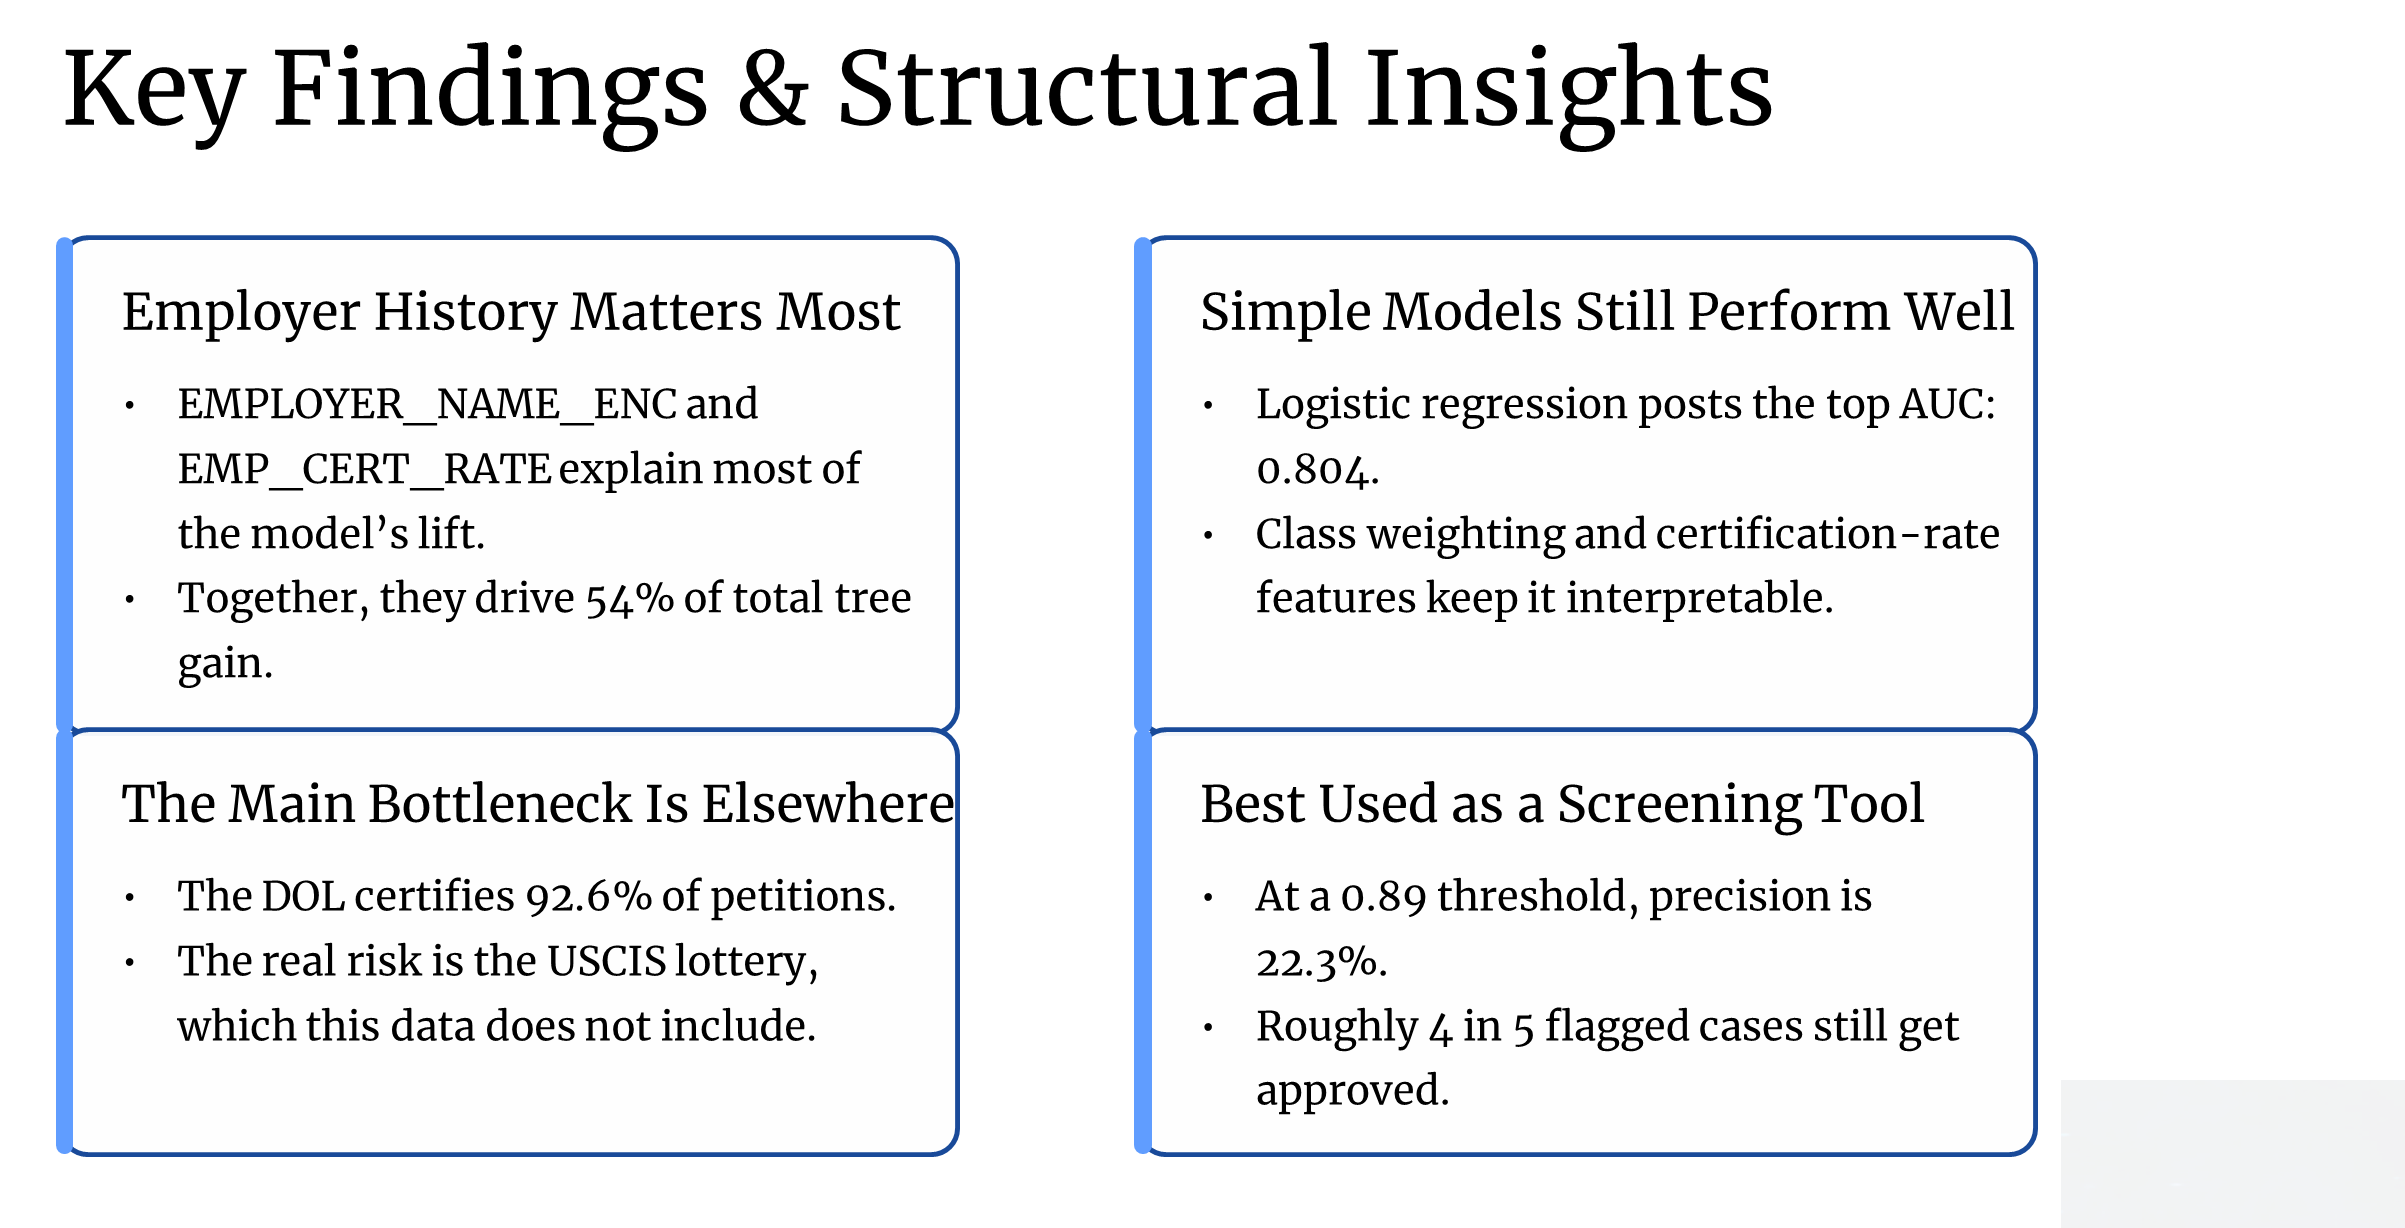 Key Findings & Structural Insights
Employer History Matters Most
• EMPLOYER_NAME_ENC and
EMP_CERT_RATE explain most of
the model’s lift.
• Together, they drive 54% of total tree
gain.
Simple Models Still Perform Well
• Logistic regression posts the top AUC:
0.804.
• Class weighting and certification-rate
features keep it interpretable.
The Main Bottleneck Is Elsewhere
• The DOL certifies 92.6% of petitions.
• The real risk is the USCIS lottery,
which this data does not include.
Best Used as a Screening Tool
• At a 0.89 threshold, precision is
22.3%.
• Roughly 4 in 5 flagged cases still get
approved.